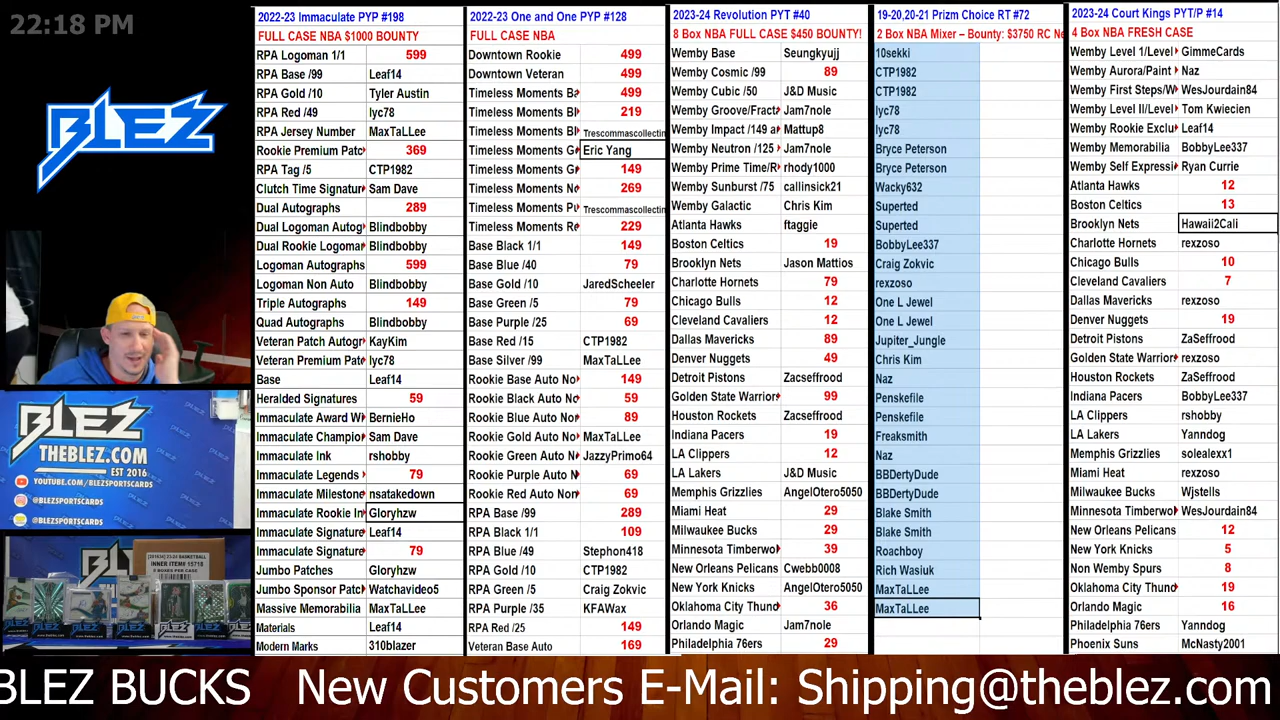 22:18 PM
BLEZ
BLEZ
THEBLEZ.COM
EST 2016
YOUTUBE.COM/BLEZSPORTSCARDS
@BLEZSPORTSCARDS
@BLEZSPORTSCARDS
INNER ITEM# 15718
2022-23 Immaculate PYP #198
FULL CASE NBA $1000 BOUNTY
RPA Logoman 1/1 599
RPA Base /99 Leaf14
RPA Gold /10 Tyler Austin
RPA Red /49 lyc78
RPA Jersey Number MaxTaLLee
Rookie Premium Patc 369
RPA Tag /5 CTP1982
Clutch Time Signatur Sam Dave
Dual Autographs 289
Dual Logoman Autog Blindbobby
Dual Rookie Logomar Blindbobby
Logoman Autographs 599
Logoman Non Auto Blindbobby
Triple Autographs 149
Quad Autographs Blindbobby
Veteran Patch Autogr KayKim
Veteran Premium Pat lyc78
Base Leaf14
Heralded Signatures 59
Immaculate Award W BernieHo
Immaculate Champio Sam Dave
Immaculate Ink rshobby
Immaculate Legends 79
Immaculate Milestone nsatakedown
Immaculate Rookie In Gloryhzw
Immaculate Signature Leaf14
Immaculate Signature 79
Jumbo Patches Gloryhzw
Jumbo Sponsor Patc Watchavideo5
Massive Memorabilia MaxTaLLee
Materials Leaf14
Modern Marks 310blazer
2022-23 One and One PYP #128
FULL CASE NBA
Downtown Rookie 499
Downtown Veteran 499
Timeless Moments Ba 499
Timeless Moments Bl 219
Timeless Moments Bl Trescommascollectin
Timeless Moments G Eric Yang
Timeless Moments G 149
Timeless Moments No 269
Timeless Moments Pu Trescommascollectin
Timeless Moments Re 229
Base Black 1/1 149
Base Blue /40 79
Base Gold /10 JaredScheeler
Base Green /5 79
Base Purple /25 69
Base Red /15 CTP1982
Base Silver /99 MaxTaLLee
Rookie Base Auto No 149
Rookie Black Auto No 59
Rookie Blue Auto No 89
Rookie Gold Auto No MaxTaLLee
Rookie Green Auto No JazzyPrimo64
Rookie Purple Auto N 69
Rookie Red Auto Non 69
RPA Base /99 289
RPA Black 1/1 109
RPA Blue /49 Stephon418
RPA Gold /10 CTP1982
RPA Green /5 Craig Zokvic
RPA Purple /35 KFAWax
RPA Red /25 149
Veteran Base Auto 169
2023-24 Revolution PYT #40
8 Box NBA FULL CASE $450 BOUNTY!
Wemby Base Seungkyujj
Wemby Cosmic /99 89
Wemby Cubic /50 J&D Music
Wemby Groove/Fract Jam7nole
Wemby Impact /149 a Mattup8
Wemby Neutron /125 Jam7nole
Wemby Prime Time/R rhody1000
Wemby Sunburst /75 callinsick21
Wemby Galactic Chris Kim
Atlanta Hawks ftaggie
Boston Celtics 19
Brooklyn Nets Jason Mattios
Charlotte Hornets 79
Chicago Bulls 12
Cleveland Cavaliers 12
Dallas Mavericks 89
Denver Nuggets 49
Detroit Pistons Zacseffrood
Golden State Warrior 99
Houston Rockets Zacseffrood
Indiana Pacers 19
LA Clippers 12
LA Lakers J&D Music
Memphis Grizzlies AngelOtero5050
Miami Heat 29
Milwaukee Bucks 29
Minnesota Timberwo 39
New Orleans Pelicans Cwebb0008
New York Knicks AngelOtero5050
Oklahoma City Thund 36
Orlando Magic Jam7nole
Philadelphia 76ers 29
19-20,20-21 Prizm Choice RT #72
2 Box NBA Mixer – Bounty: $3750 RC Ne
10sekki
CTP1982
CTP1982
lyc78
lyc78
Bryce Peterson
Bryce Peterson
Wacky632
Superted
Superted
BobbyLee337
Craig Zokvic
rexzoso
One L Jewel
One L Jewel
Jupiter_Jungle
Chris Kim
Naz
Penskefile
Penskefile
Freaksmith
Naz
BBDertyDude
BBDertyDude
Blake Smith
Blake Smith
Roachboy
Rich Wasiuk
MaxTaLLee
MaxTaLLee
2023-24 Court Kings PYT/P #14
4 Box NBA FRESH CASE
Wemby Level 1/Level GimmeCards
Wemby Aurora/Paint Naz
Wemby First Steps/W WesJourdain84
Wemby Level II/Level Tom Kwiecien
Wemby Rookie Exclu Leaf14
Wemby Memorabilia BobbyLee337
Wemby Self Expressi Ryan Currie
Atlanta Hawks 12
Boston Celtics 13
Brooklyn Nets Hawaii2Cali
Charlotte Hornets rexzoso
Chicago Bulls 10
Cleveland Cavaliers 7
Dallas Mavericks rexzoso
Denver Nuggets 19
Detroit Pistons ZaSeffrood
Golden State Warrior rexzoso
Houston Rockets ZaSeffrood
Indiana Pacers BobbyLee337
LA Clippers rshobby
LA Lakers Yanndog
Memphis Grizzlies solealexx1
Miami Heat rexzoso
Milwaukee Bucks Wjstells
Minnesota Timberwo WesJourdain84
New Orleans Pelicans 12
New York Knicks 5
Non Wemby Spurs 8
Oklahoma City Thund 19
Orlando Magic 16
Philadelphia 76ers Yanndog
Phoenix Suns McNasty2001
BLEZ BUCKS New Customers E-Mail: Shipping@theblez.com